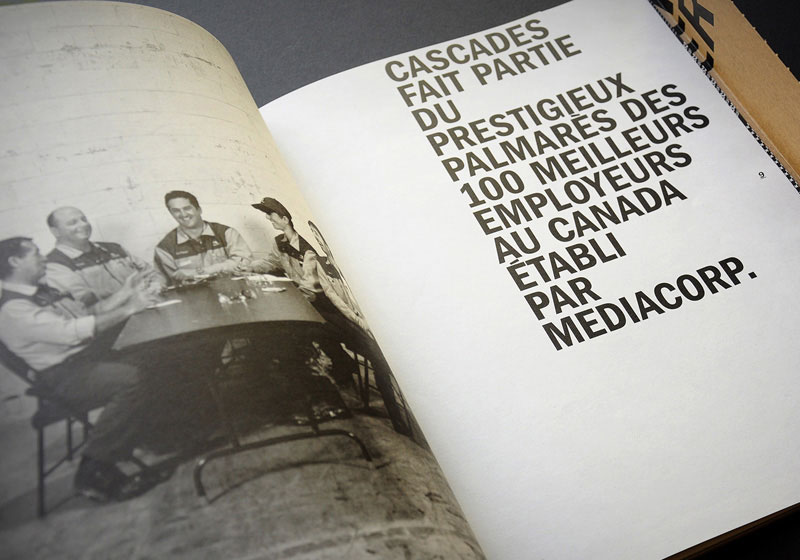 CASCADES
FAIT PARTIE
DU
PRESTIGIEUX
PALMARÈS DES
100 MEILLEURS
EMPLOYEURS
AU CANADA
ÉTABLI
PAR
MEDIACORP.
9